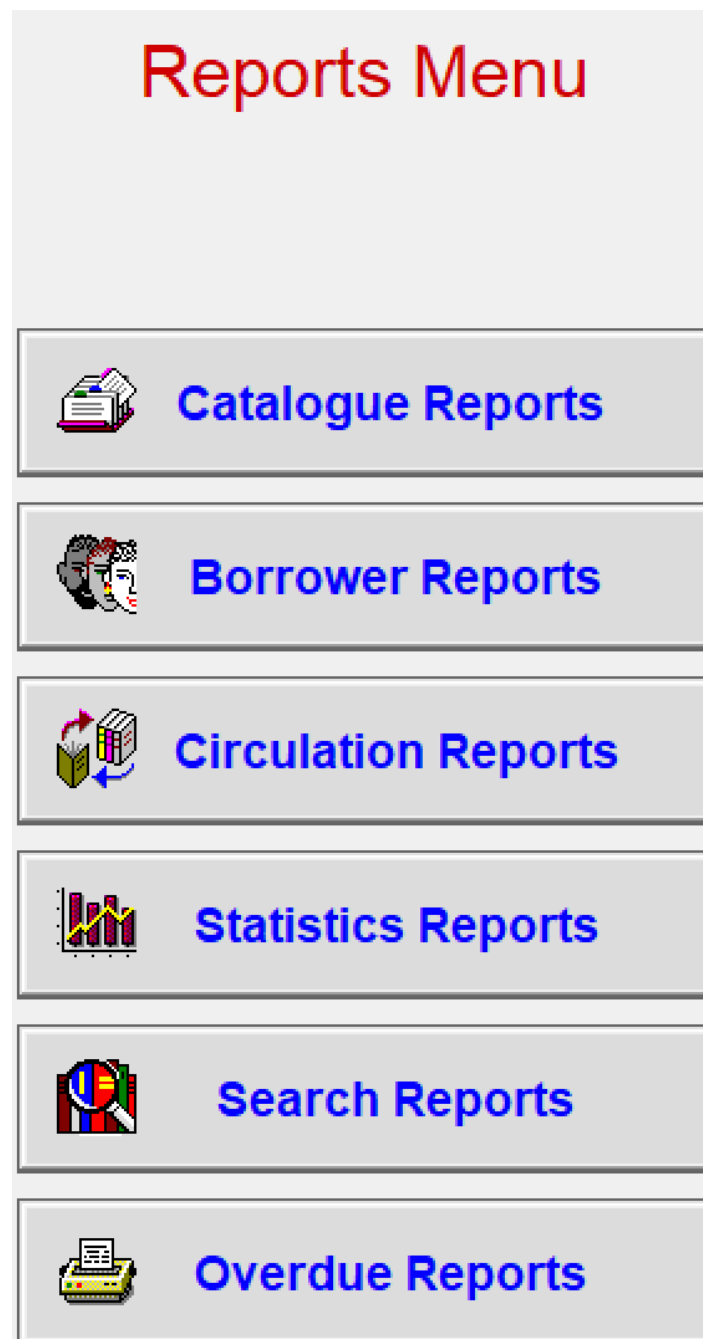 Reports Menu
Catalogue Reports
Borrower Reports
Circulation Reports
Statistics Reports
Search Reports
Overdue Reports